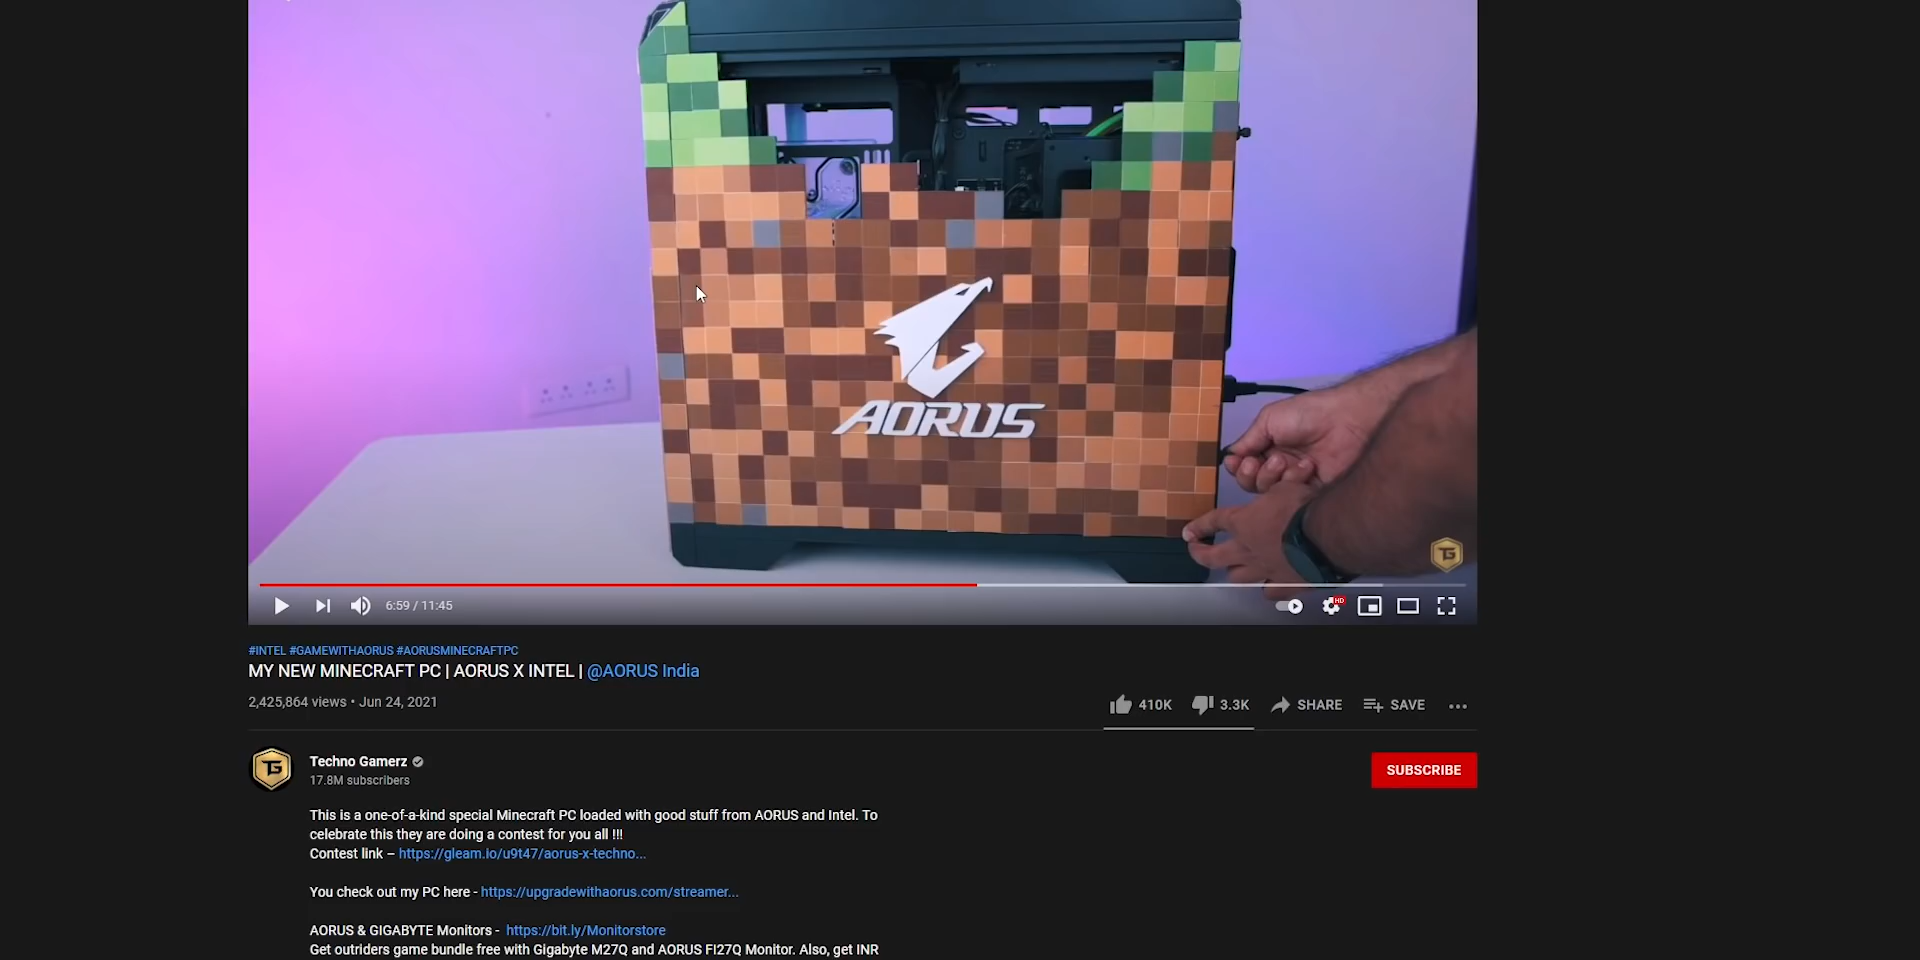 AORUS
TG
6:59 / 11:45
HD
#INTEL #GAMEWITHAORUS #AORUSMINECRAFTPC
MY NEW MINECRAFT PC | AORUS X INTEL | @AORUS India
2,425,864 views • Jun 24, 2021
410K 3.3K SHARE SAVE
TG
Techno Gamerz
17.8M subscribers
SUBSCRIBE
This is a one-of-a-kind special Minecraft PC loaded with good stuff from AORUS and Intel. To
celebrate this they are doing a contest for you all !!!
Contest link – https://gleam.io/u9t47/aorus-x-techno...
You check out my PC here - https://upgradewithaorus.com/streamer...
AORUS & GIGABYTE Monitors - https://bit.ly/Monitorstore
Get outriders game bundle free with Gigabyte M27Q and AORUS FI27Q Monitor. Also, get INR